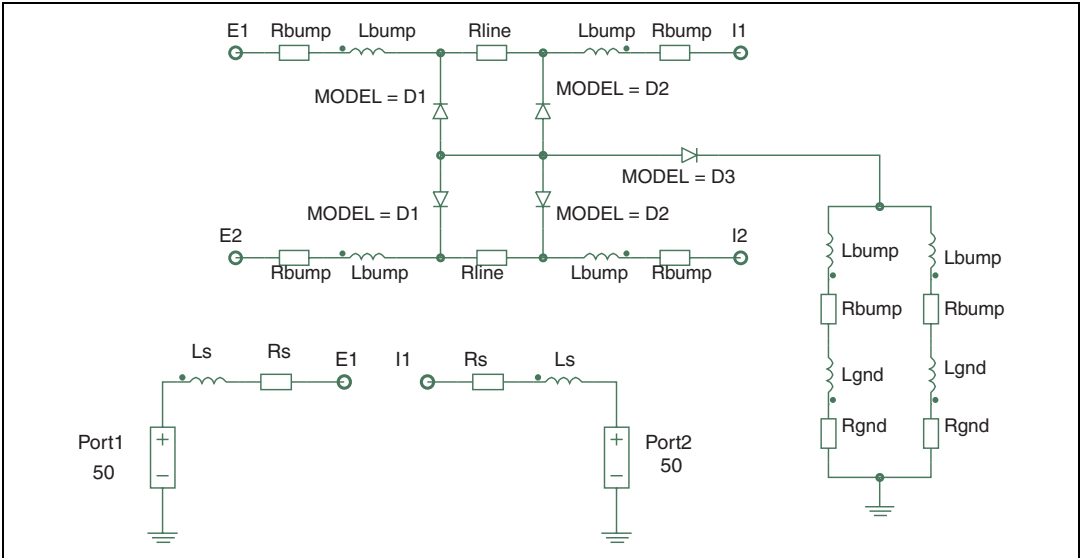 E1 Rbump Lbump Rline Lbump Rbump I1
MODEL = D1 MODEL = D2
MODEL = D3
MODEL = D1 MODEL = D2
E2 I2
Rbump Lbump Rline Lbump Rbump
Lbump Lbump
Rbump Rbump
Lgnd Lgnd
Rgnd Rgnd
Ls Rs E1 I1 Rs Ls
Port1 + + Port2
50 – – 50